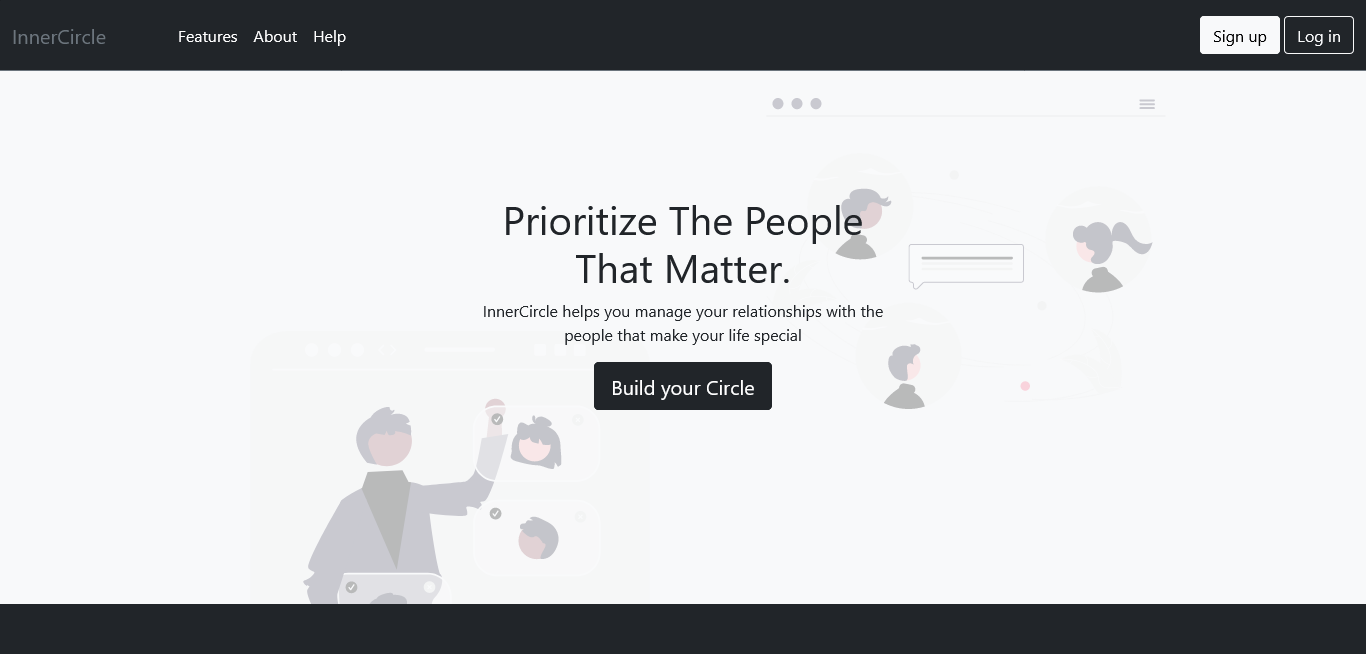 InnerCircle
Features
About
Help
Sign up
Log in
Prioritize The People
That Matter.
InnerCircle helps you manage your relationships with the
people that make your life special
Build your Circle